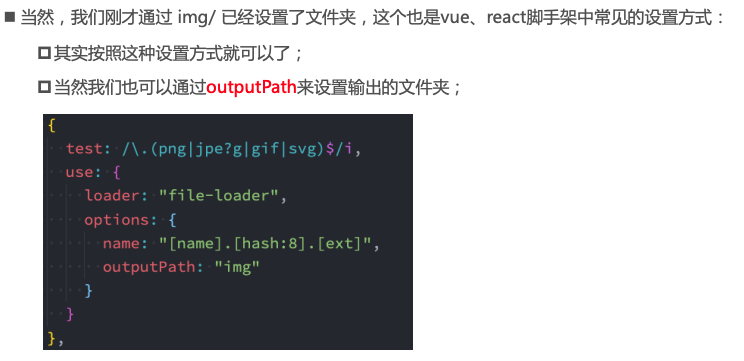 ■ 当然，我们刚才通过 img/ 已经设置了文件夹，这个也是vue、react脚手架中常见的设置方式：
其实按照这种设置方式就可以了；
当然我们也可以通过outputPath来设置输出的文件夹；
{
  test: /\.(png|jpe?g|gif|svg)$/i,
  use: {
    loader: "file-loader",
    options: {
      name: "[name].[hash:8].[ext]",
      outputPath: "img"
    }
  }
},